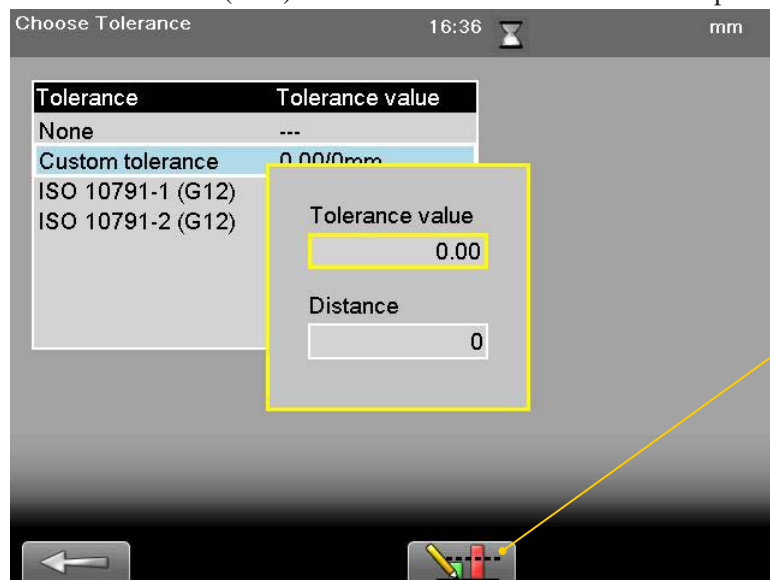 Choose Tolerance 16:36 mm
Tolerance Tolerance value
None ---
Custom tolerance 0.00/0mm
ISO 10791-1 (G12)
ISO 10791-2 (G12)
Tolerance value
0.00
Distance
0